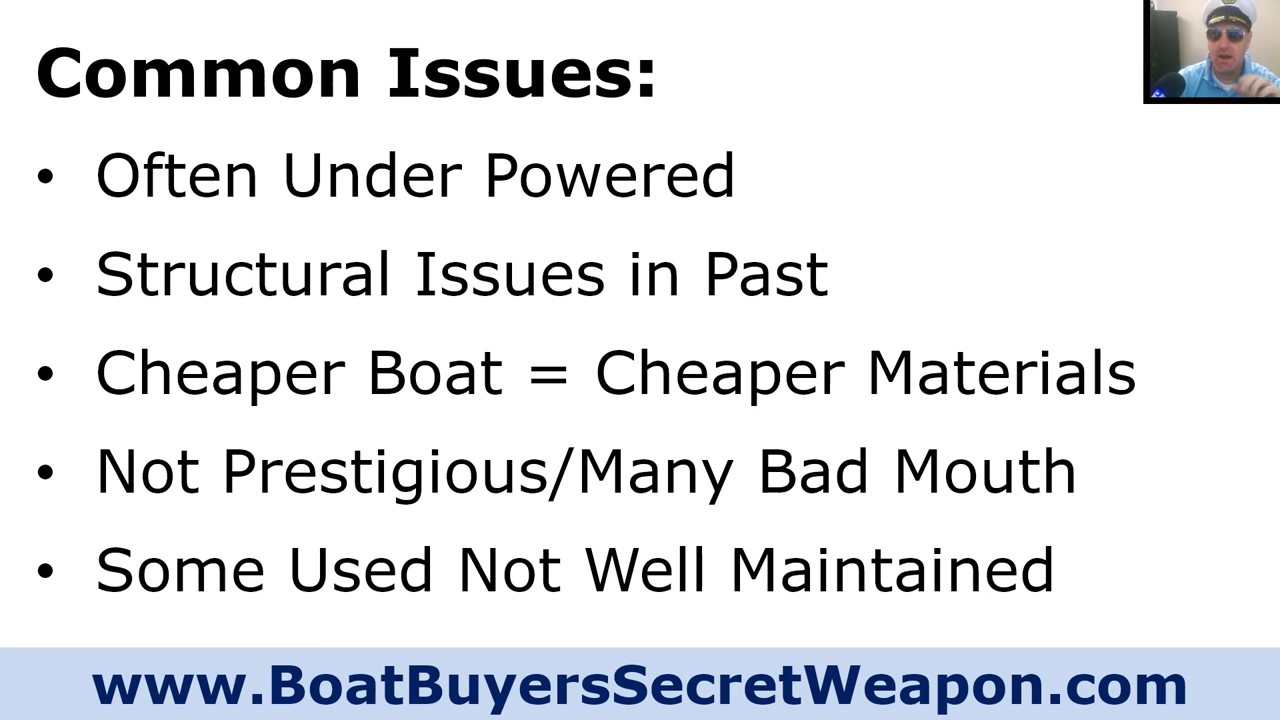 Common Issues:
• Often Under Powered
• Structural Issues in Past
• Cheaper Boat = Cheaper Materials
• Not Prestigious/Many Bad Mouth
• Some Used Not Well Maintained
www.BoatBuyersSecretWeapon.com